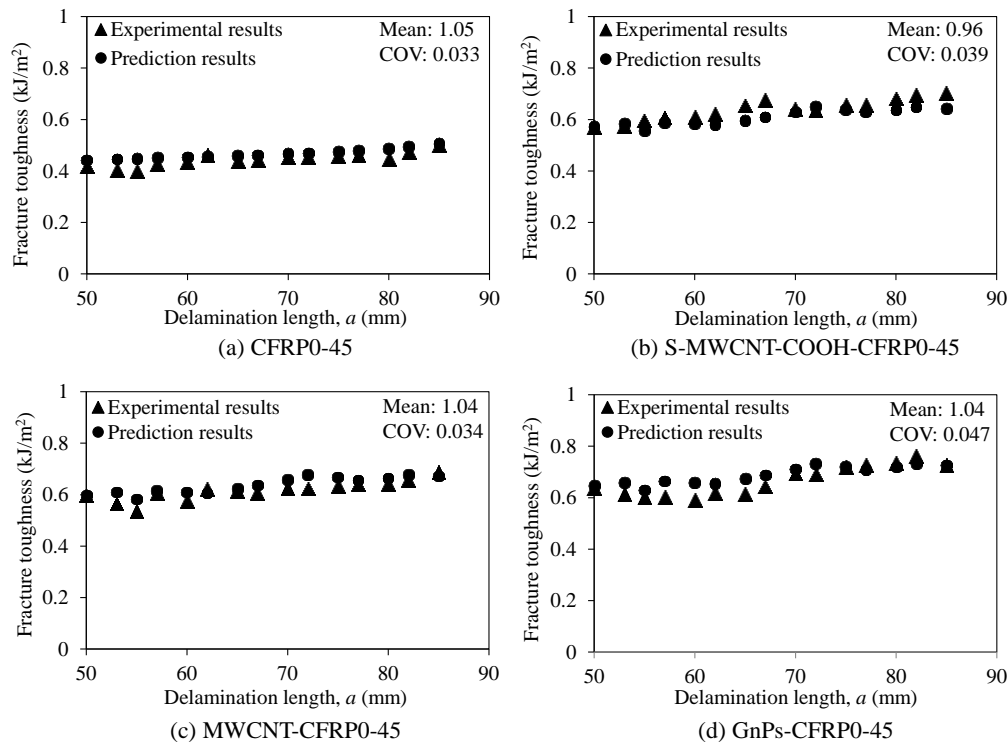 1
0.8
0.6
0.4
0.2
0
Fracture toughness (kJ/m²)
Experimental results
Prediction results
Mean: 1.05
COV: 0.033
50 60 70 80 90
Delamination length, a (mm)
(a) CFRP0-45
1
0.8
0.6
0.4
0.2
0
Fracture toughness (kJ/m²)
Experimental results
Prediction results
Mean: 0.96
COV: 0.039
50 60 70 80 90
Delamination length, a (mm)
(b) S-MWCNT-COOH-CFRP0-45
1
0.8
0.6
0.4
0.2
0
Fracture toughness (kJ/m²)
Experimental results
Prediction results
Mean: 1.04
COV: 0.034
50 60 70 80 90
Delamination length, a (mm)
(c) MWCNT-CFRP0-45
1
0.8
0.6
0.4
0.2
0
Fracture toughness (kJ/m²)
Experimental results
Prediction results
Mean: 1.04
COV: 0.047
50 60 70 80 90
Delamination length, a (mm)
(d) GnPs-CFRP0-45